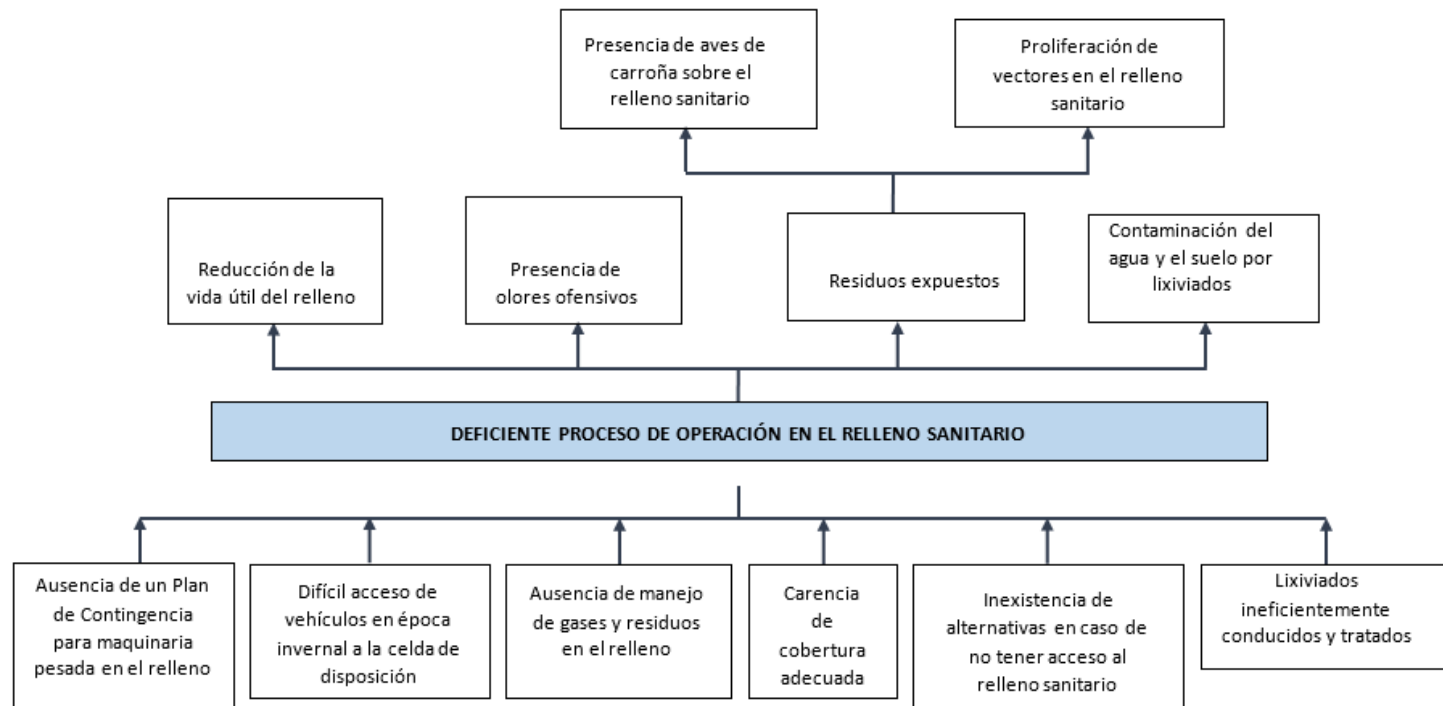 Presencia de aves de
carroña sobre el
relleno sanitario
Proliferación de
vectores en el relleno
sanitario
Reducción de la
vida útil del relleno
Presencia de
olores ofensivos
Residuos expuestos
Contaminación del
agua y el suelo por
lixiviados
DEFICIENTE PROCESO DE OPERACIÓN EN EL RELLENO SANITARIO
Ausencia de un Plan
de Contingencia
para maquinaria
pesada en el relleno
Difícil acceso de
vehículos en época
invernal a la celda de
disposición
Ausencia de manejo
de gases y residuos
en el relleno
Carencia
de
cobertura
adecuada
Inexistencia de
alternativas en caso de
no tener acceso al
relleno sanitario
Lixiviados
ineficientemente
conducidos y tratados